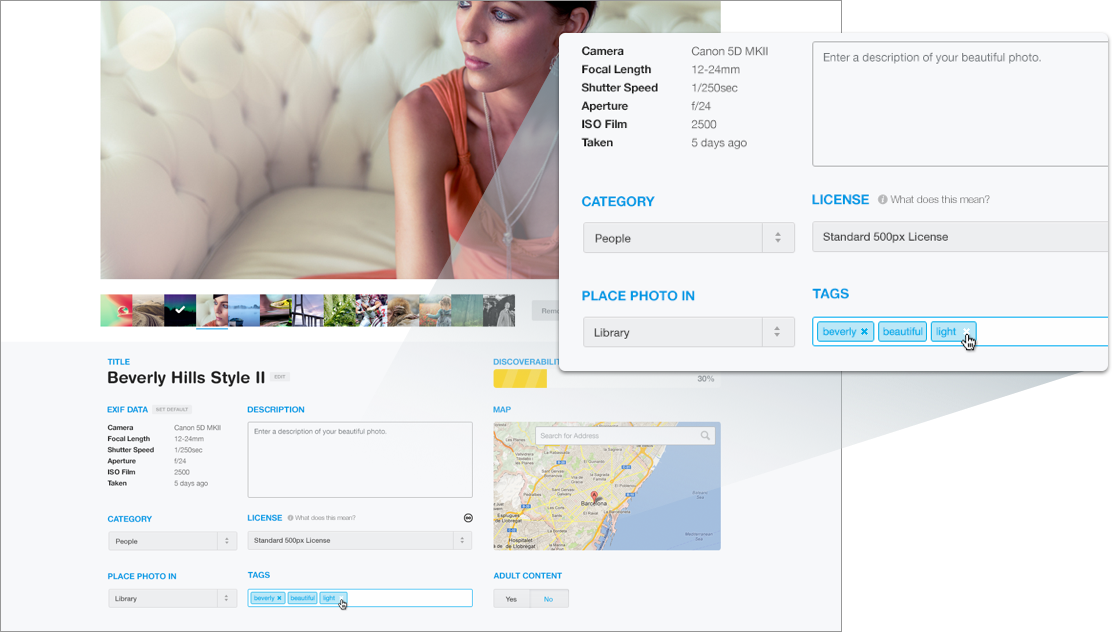 Camera Canon 5D MKII
Focal Length 12-24mm
Shutter Speed 1/250sec
Aperture f/24
ISO Film 2500
Taken 5 days ago
Enter a description of your beautiful photo.
CATEGORY
People
LICENSE What does this mean?
Standard 500px License
PLACE PHOTO IN
Library
TAGS
beverly × beautiful light
TITLE
Beverly Hills Style II EDIT
DISCOVERABILIT
30%
EXIF DATA SET DEFAULT
Camera Canon 5D MKII
Focal Length 12-24mm
Shutter Speed 1/250sec
Aperture f/24
ISO Film 2500
Taken 5 days ago
DESCRIPTION
Enter a description of your beautiful photo.
MAP
Search for Address
Barcelona
CATEGORY
People
LICENSE What does this mean?
Standard 500px License
PLACE PHOTO IN
Library
TAGS
beverly × beautiful light
ADULT CONTENT
Yes No